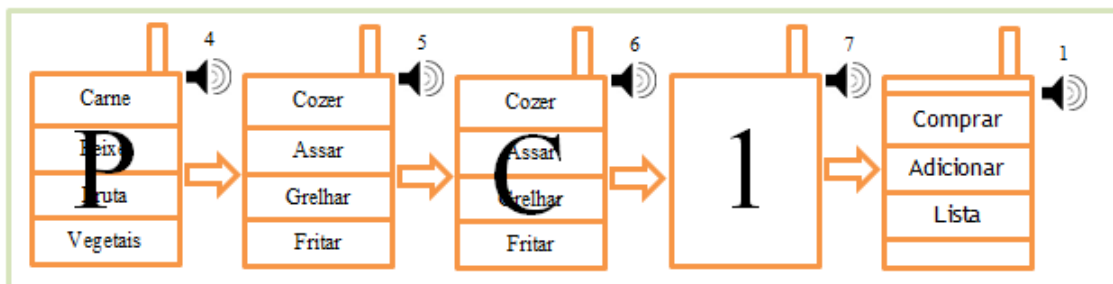 4
Carne
Peixe
P
Fruta
Vegetais
5
Cozer
Assar
Grelhar
Fritar
6
Cozer
Assar
C
Grelhar
Fritar
7
1
1
Comprar
Adicionar
Lista